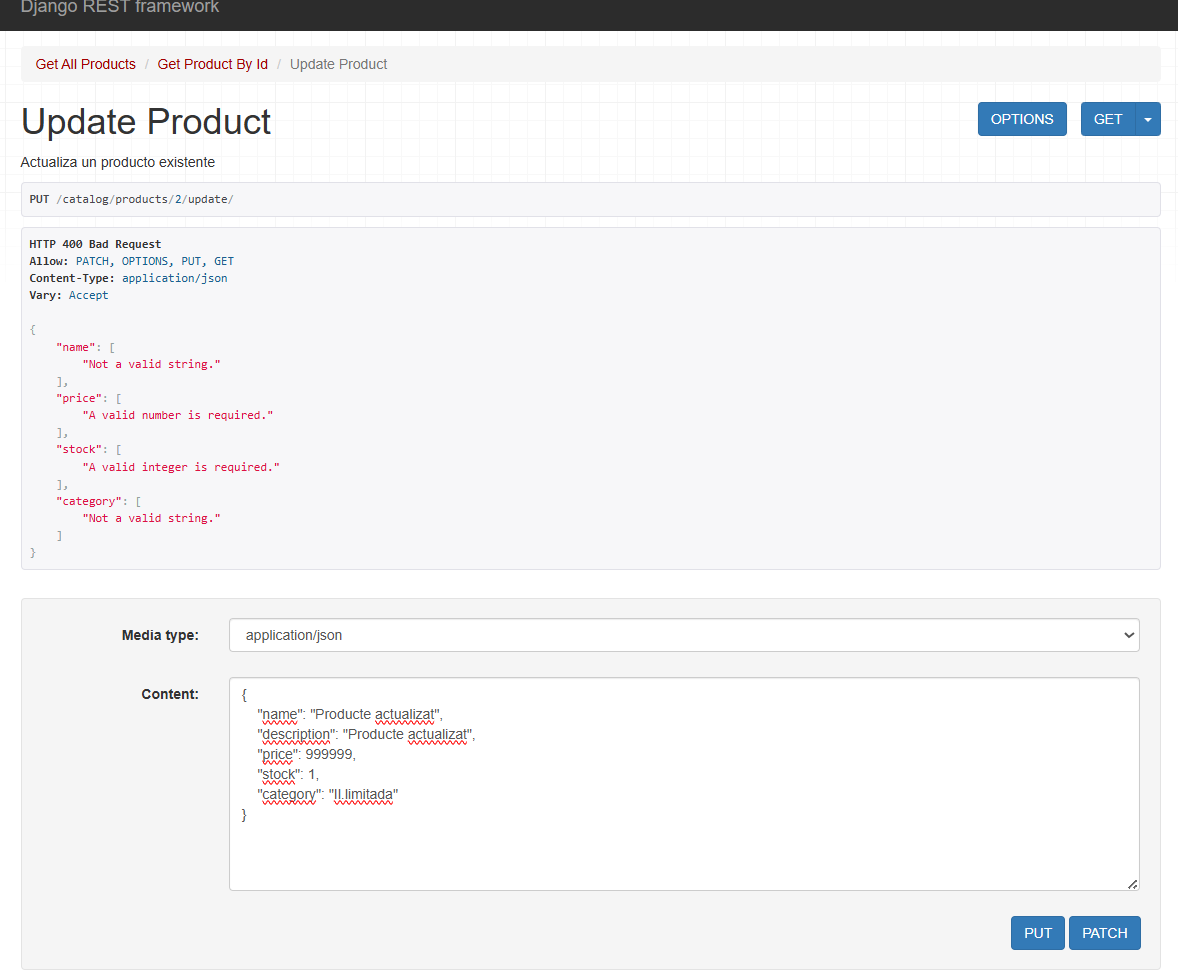 Django REST framework
Get All Products / Get Product By Id / Update Product
Update Product
OPTIONS
GET
Actualiza un producto existente
PUT /catalog/products/2/update/
HTTP 400 Bad Request
Allow: PATCH, OPTIONS, PUT, GET
Content-Type: application/json
Vary: Accept
{
    "name": [
        "Not a valid string."
    ],
    "price": [
        "A valid number is required."
    ],
    "stock": [
        "A valid integer is required."
    ],
    "category": [
        "Not a valid string."
    ]
}
Media type:
application/json
Content:
{
    "name": "Producte actualizat",
    "description": "Producte actualizat",
    "price": 999999,
    "stock": 1,
    "category": "Il.limitada"
}
PUT
PATCH